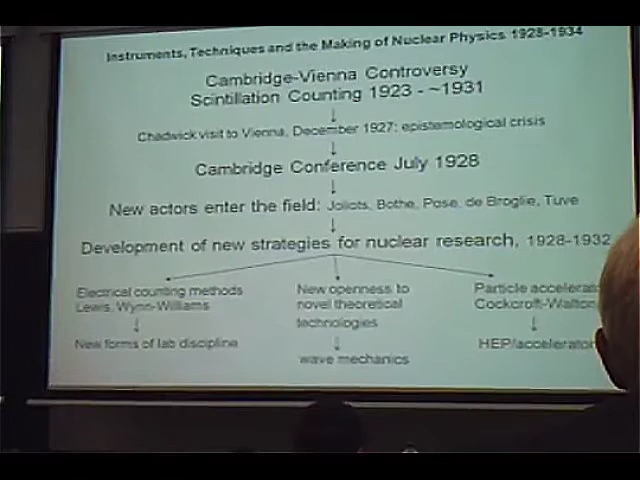 Instruments, Techniques and the Making of Nuclear Physics 1928-1934
Cambridge-Vienna Controversy
Scintillation Counting 1923 - ~1931
↓
Chadwick visit to Vienna, December 1927: epistemological crisis
↓
Cambridge Conference July 1928
↓
New actors enter the field: Joliots, Bothe, Pose, de Broglie, Tuve
↓
Development of new strategies for nuclear research, 1928-1932
Electrical counting methods
Lewis, Wynn-Williams
↓
New forms of lab discipline
New openness to
novel theoretical
technologies
↓
wave mechanics
Particle accelerat
Cockcroft-Walton
↓
HEP/accelerator